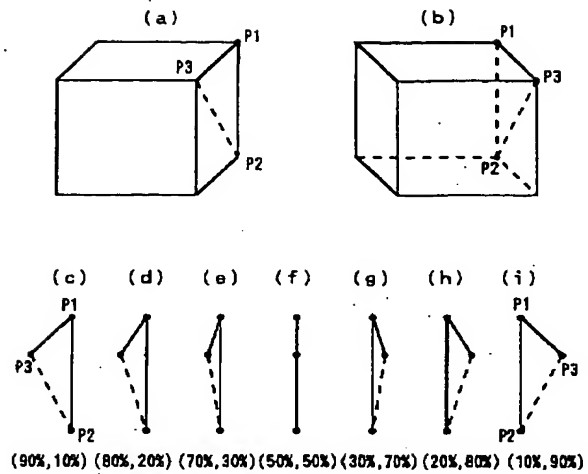 (a) (b)
P1 P1
P3 P3
P2 P2
(c) (d) (e) (f) (g) (h) (i)
P1 P1
P3 P3
P2 P2
(90%,10%) (80%,20%) (70%,30%) (50%,50%) (30%,70%) (20%,80%) (10%,90%)